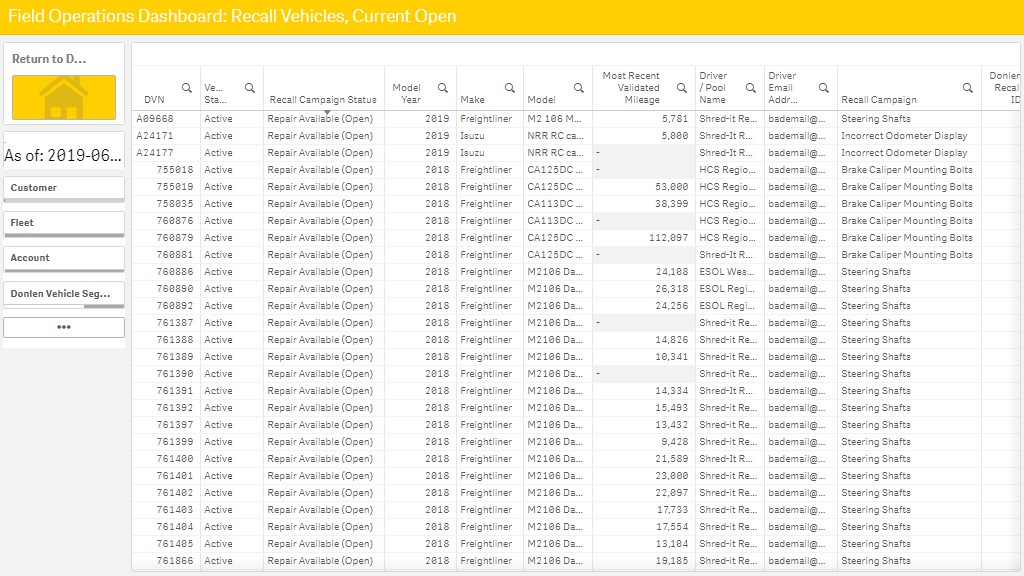 Field Operations Dashboard: Recall Vehicles, Current Open
Return to D...
As of: 2019-06...
Customer
Fleet
Account
Donlen Vehicle Seg...
•••
DVN Ve... Sta... Recall Campaign Status Model Year Make Model Most Recent Validated Mileage Driver / Pool Name Driver Email Addr... Recall Campaign Donlen Recal ID
A09668 Active Repair Available (Open) 2019 Freightliner M2 106 M... 5,781 Shred-it Re... bademail@... Steering Shafts
A24171 Active Repair Available (Open) 2019 Isuzu NRR RC ca... 5,000 Shred-It R... bademail@... Incorrect Odometer Display
A24177 Active Repair Available (Open) 2019 Isuzu NRR RC ca... - Shred-It R... bademail@... Incorrect Odometer Display
755018 Active Repair Available (Open) 2018 Freightliner CA125DC ... - HCS Regio... bademail@... Brake Caliper Mounting Bolts
755019 Active Repair Available (Open) 2018 Freightliner CA125DC ... 53,000 HCS Regio... bademail@... Brake Caliper Mounting Bolts
758035 Active Repair Available (Open) 2018 Freightliner CA113DC ... 38,399 HCS Regio... bademail@... Brake Caliper Mounting Bolts
760876 Active Repair Available (Open) 2018 Freightliner CA113DC ... - HCS Regio... bademail@... Brake Caliper Mounting Bolts
760879 Active Repair Available (Open) 2018 Freightliner CA125DC ... 112,097 HCS Regio... bademail@... Brake Caliper Mounting Bolts
760881 Active Repair Available (Open) 2018 Freightliner CA125DC ... - Shred-It R... bademail@... Brake Caliper Mounting Bolts
760886 Active Repair Available (Open) 2018 Freightliner M2106 Da... 24,108 ESOL Wes... bademail@... Steering Shafts
760890 Active Repair Available (Open) 2018 Freightliner M2106 Da... 26,318 ESOL Regi... bademail@... Steering Shafts
760892 Active Repair Available (Open) 2018 Freightliner M2106 Da... 24,256 ESOL Regi... bademail@... Steering Shafts
761387 Active Repair Available (Open) 2018 Freightliner M2106 Da... - Shred-it Re... bademail@... Steering Shafts
761388 Active Repair Available (Open) 2018 Freightliner M2106 Da... 14,826 Shred-it Re... bademail@... Steering Shafts
761389 Active Repair Available (Open) 2018 Freightliner M2106 Da... 10,341 Shred-it Re... bademail@... Steering Shafts
761390 Active Repair Available (Open) 2018 Freightliner M2106 Da... - Shred-it Re... bademail@... Steering Shafts
761391 Active Repair Available (Open) 2018 Freightliner M2106 Da... 14,334 Shred-It R... bademail@... Steering Shafts
761392 Active Repair Available (Open) 2018 Freightliner M2106 Da... 15,493 Shred-it Re... bademail@... Steering Shafts
761397 Active Repair Available (Open) 2018 Freightliner M2106 Da... 13,432 Shred-it Re... bademail@... Steering Shafts
761399 Active Repair Available (Open) 2018 Freightliner M2106 Da... 9,428 Shred-it Re... bademail@... Steering Shafts
761400 Active Repair Available (Open) 2018 Freightliner M2106 Da... 21,589 Shred-It R... bademail@... Steering Shafts
761401 Active Repair Available (Open) 2018 Freightliner M2106 Da... 23,000 Shred-it Re... bademail@... Steering Shafts
761402 Active Repair Available (Open) 2018 Freightliner M2106 Da... 22,097 Shred-it Re... bademail@... Steering Shafts
761403 Active Repair Available (Open) 2018 Freightliner M2106 Da... 17,733 Shred-it Re... bademail@... Steering Shafts
761404 Active Repair Available (Open) 2018 Freightliner M2106 Da... 17,554 Shred-it Re... bademail@... Steering Shafts
761405 Active Repair Available (Open) 2018 Freightliner M2106 Da... 13,104 Shred-it Re... bademail@... Steering Shafts
761866 Active Repair Available (Open) 2018 Freightliner M2106 Da... 19,185 Shred-it Re... bademail@... Steering Shafts